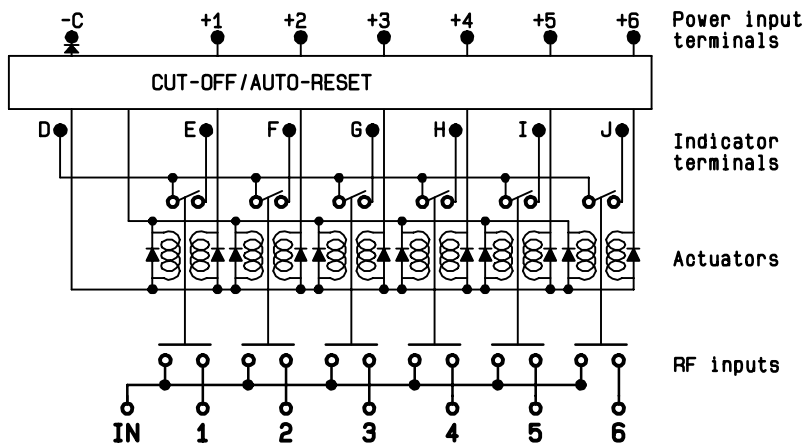 -C +1 +2 +3 +4 +5 +6
Power input
terminals
CUT-OFF/AUTO-RESET
D E F G H I J
Indicator
terminals
Actuators
RF inputs
IN 1 2 3 4 5 6